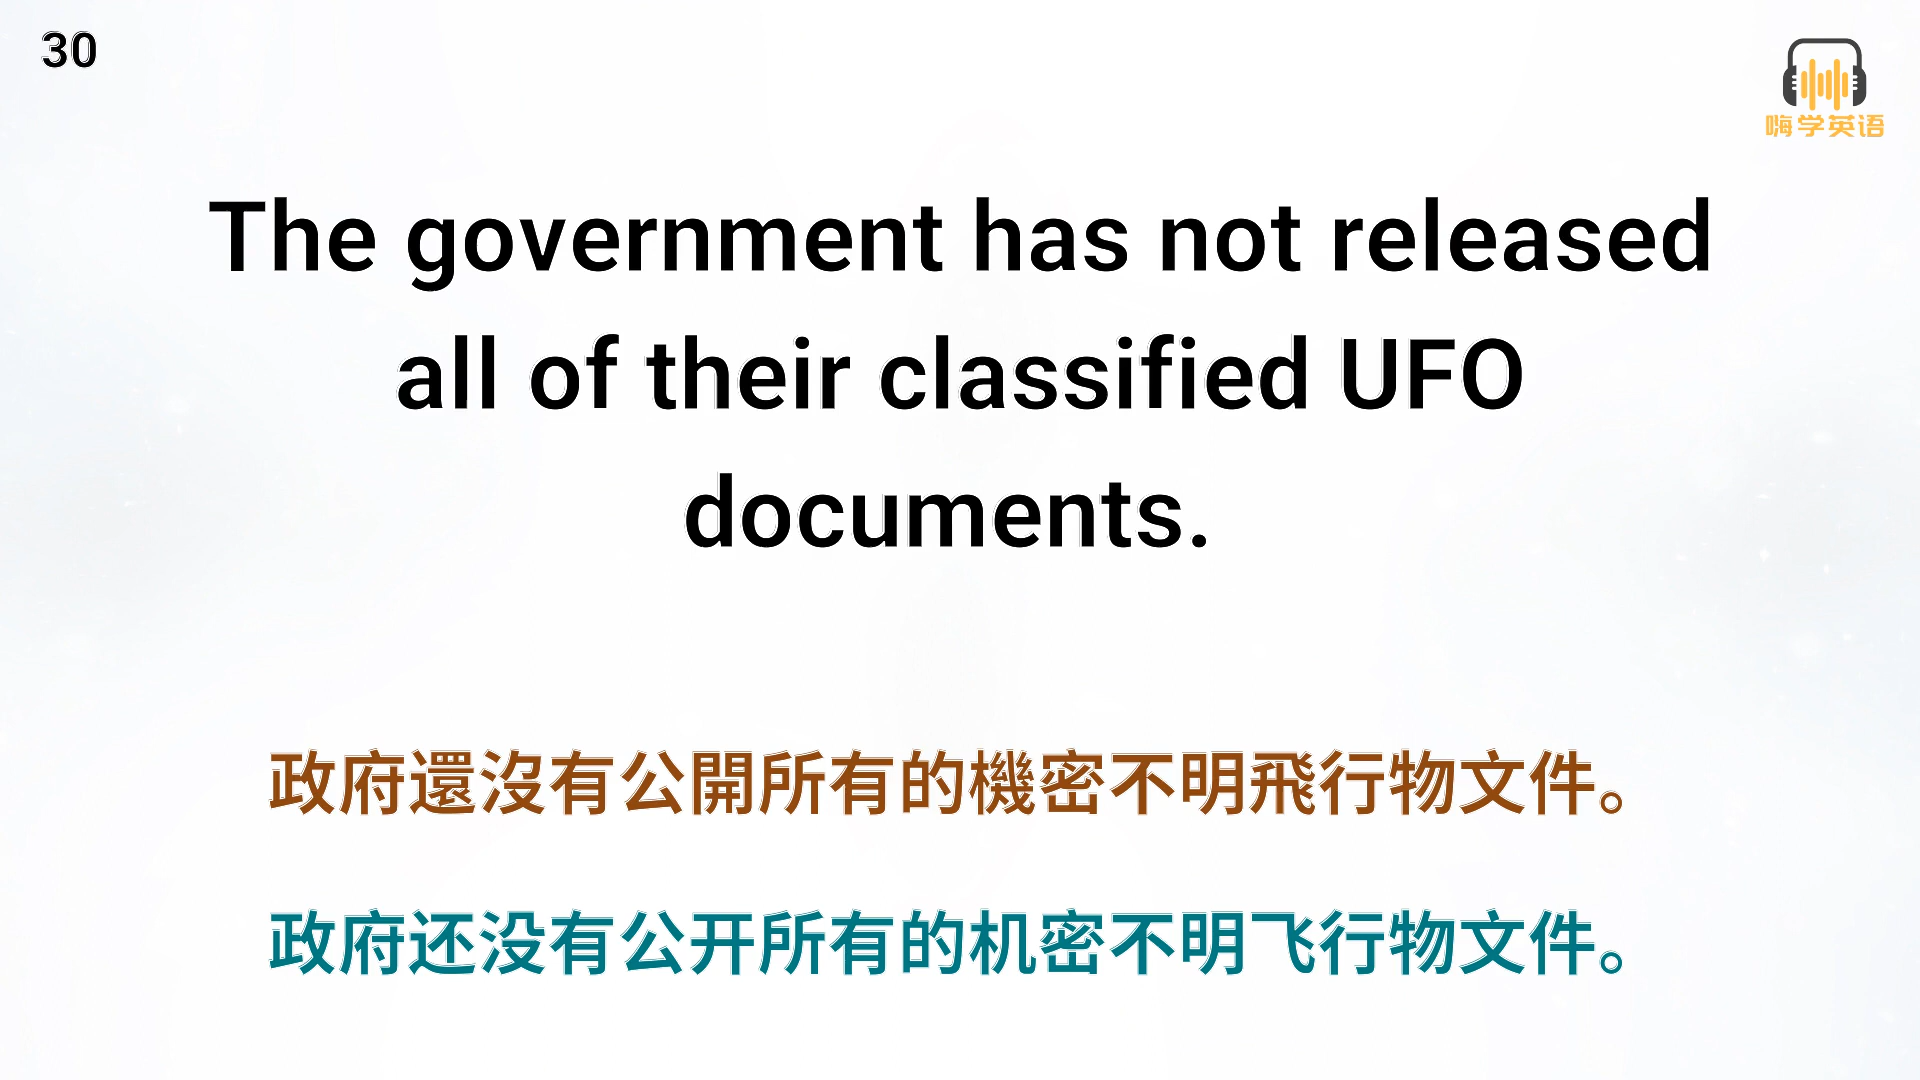 30
嗨学英语
The government has not released
all of their classified UFO
documents.
政府還沒有公開所有的機密不明飛行物文件。
政府还没有公开所有的机密不明飞行物文件。